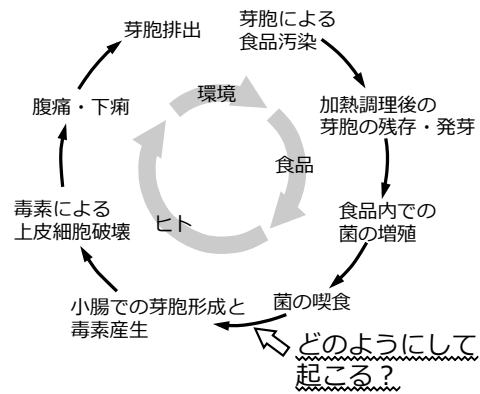 芽胞による
食品汚染
加熱調理後の
芽胞の残存・発芽
食品内での
菌の増殖
菌の喫食
小腸での芽胞形成と
毒素産生
毒素による
上皮細胞破壊
腹痛・下痢
芽胞排出
環境
食品
ヒト
どのようにして
起こる？